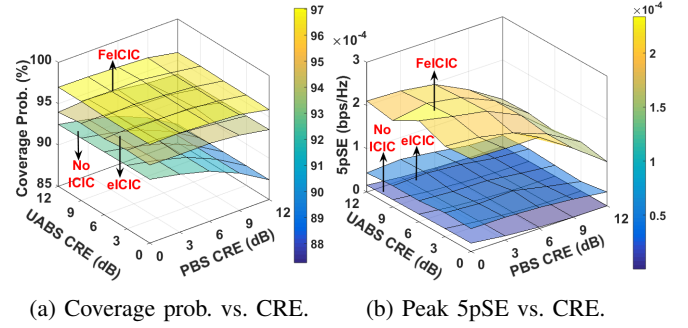 FeICIC
No
ICIC
eICIC
Coverage Prob. (%)
100
95
90
85
12
9
6
3
0
UABS CRE (dB)
0
3
6
9
12
PBS CRE (dB)
97
96
95
94
93
92
91
90
89
88
×10⁻⁴
FeICIC
No
ICIC
eICIC
5pSE (bps/Hz)
3
2
1
0
12
9
6
3
0
UABS CRE (dB)
0
3
6
9
12
PBS CRE (dB)
×10⁻⁴
2
1.5
1
0.5
(a) Coverage prob. vs. CRE.
(b) Peak 5pSE vs. CRE.